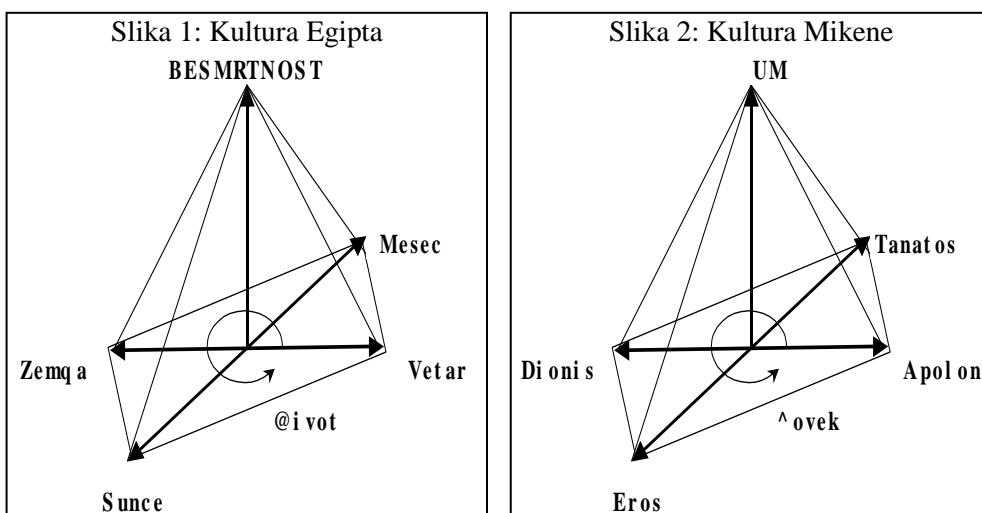 Slika 1: Kultura Egipta
BESMRTNOST
Mesec
Zemqa
Vetar
@ivot
Sunce
Slika 2: Kultura Mikene
UM
Tanatos
Dionis
Apolon
^ovek
Eros